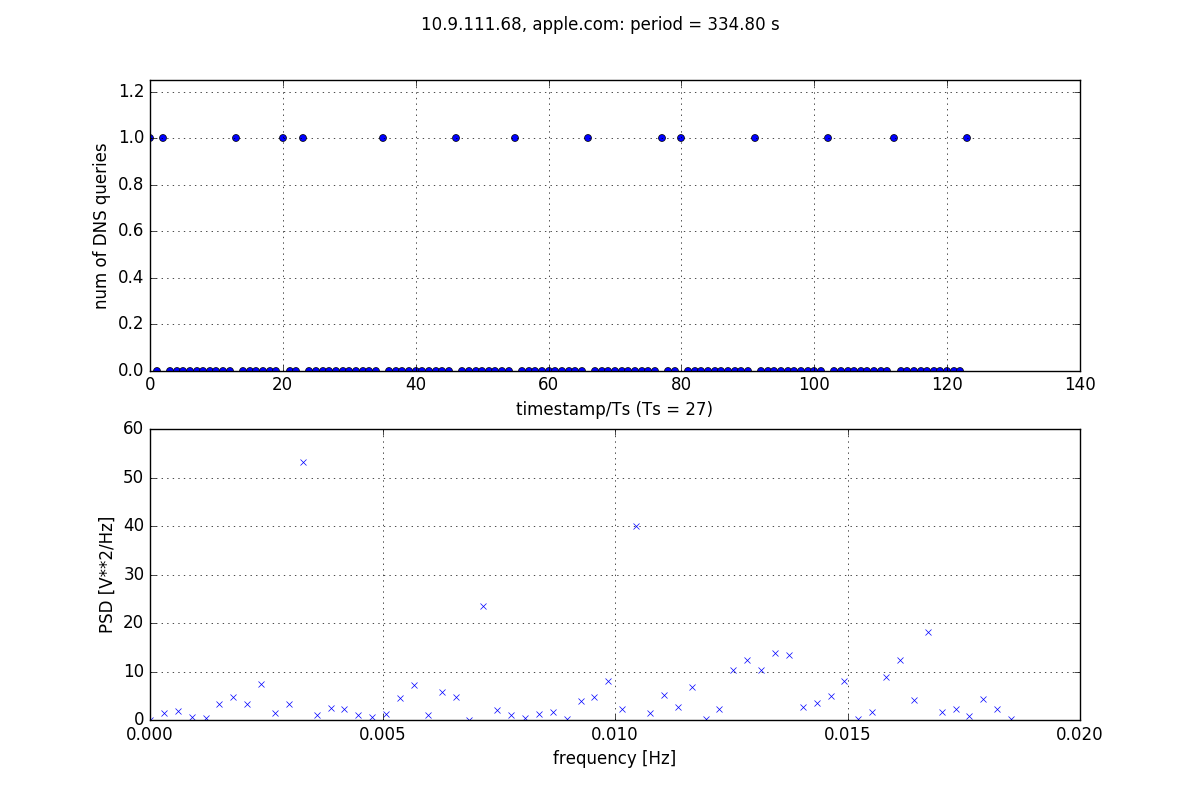 10.9.111.68, apple.com: period = 334.80 s
1.2
1.0
0.8
0.6
0.4
0.2
0.0
num of DNS queries
0 20 40 60 80 100 120 140
timestamp/Ts (Ts = 27)
60
50
40
30
20
10
0
PSD [V**2/Hz]
0.000 0.005 0.010 0.015 0.020
frequency [Hz]